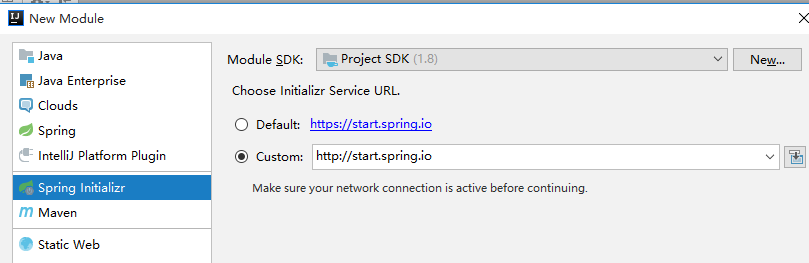 New Module
Java
Java Enterprise
Clouds
Spring
IntelliJ Platform Plugin
Spring Initializr
Maven
Static Web
Module SDK: Project SDK (1.8) New...
Choose Initializr Service URL.
Default: https://start.spring.io
Custom: http://start.spring.io
Make sure your network connection is active before continuing.